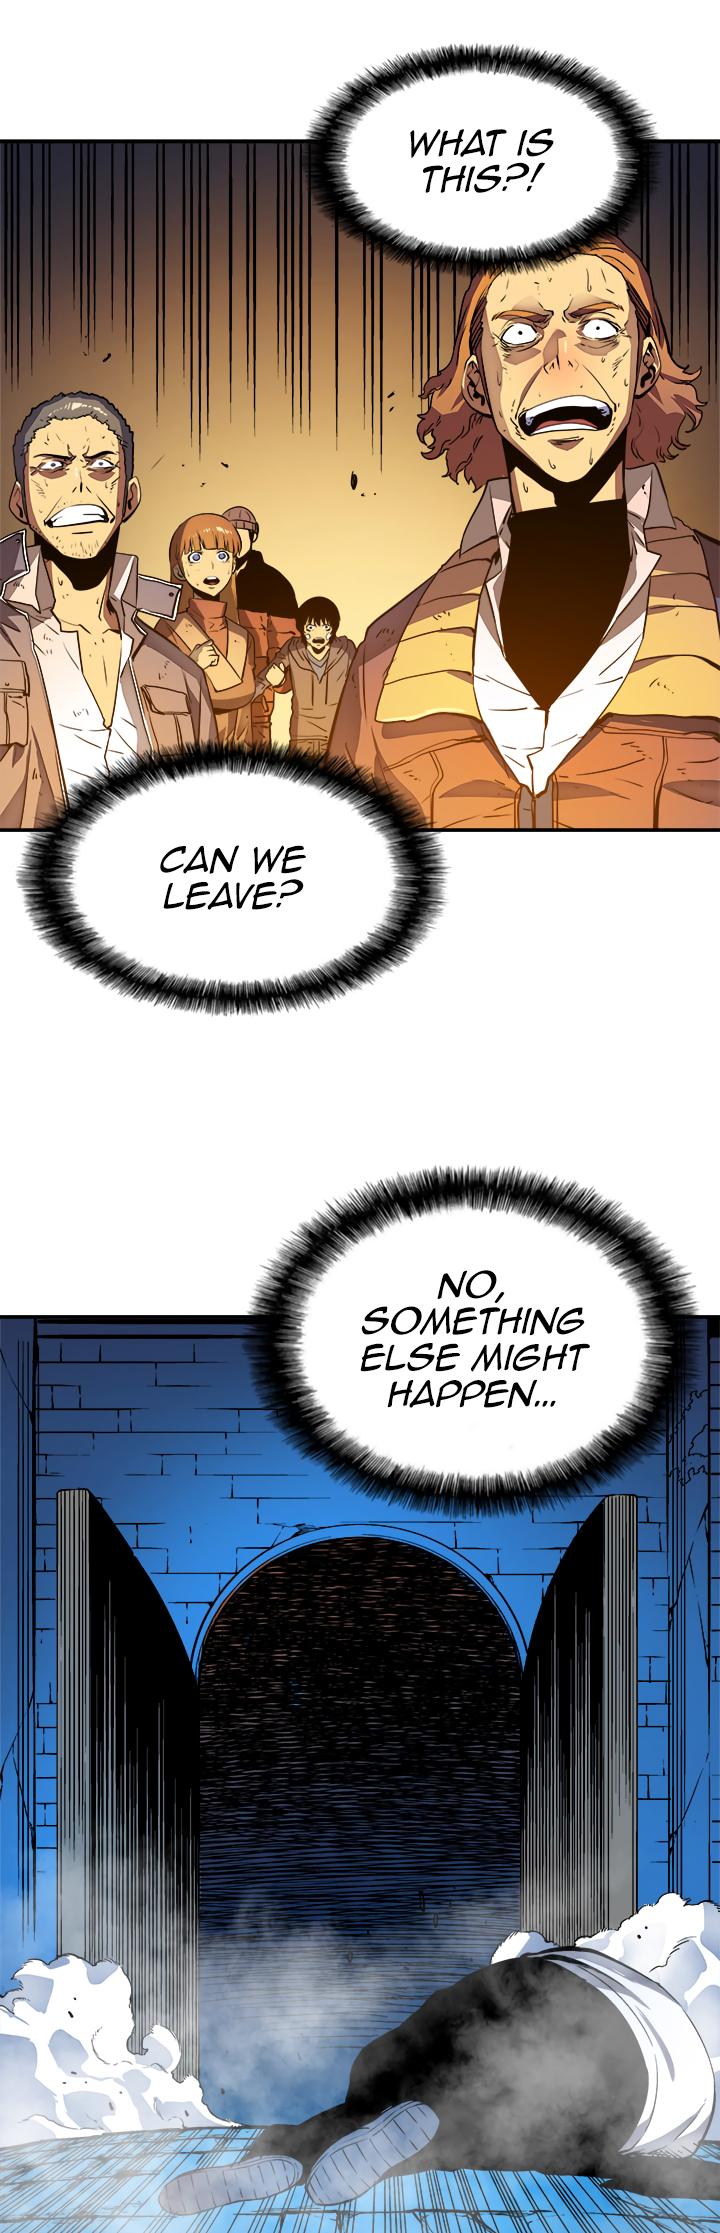 WHAT IS
THIS?!
CAN WE
LEAVE?
NO,
SOMETHING
ELSE MIGHT
HAPPEN...